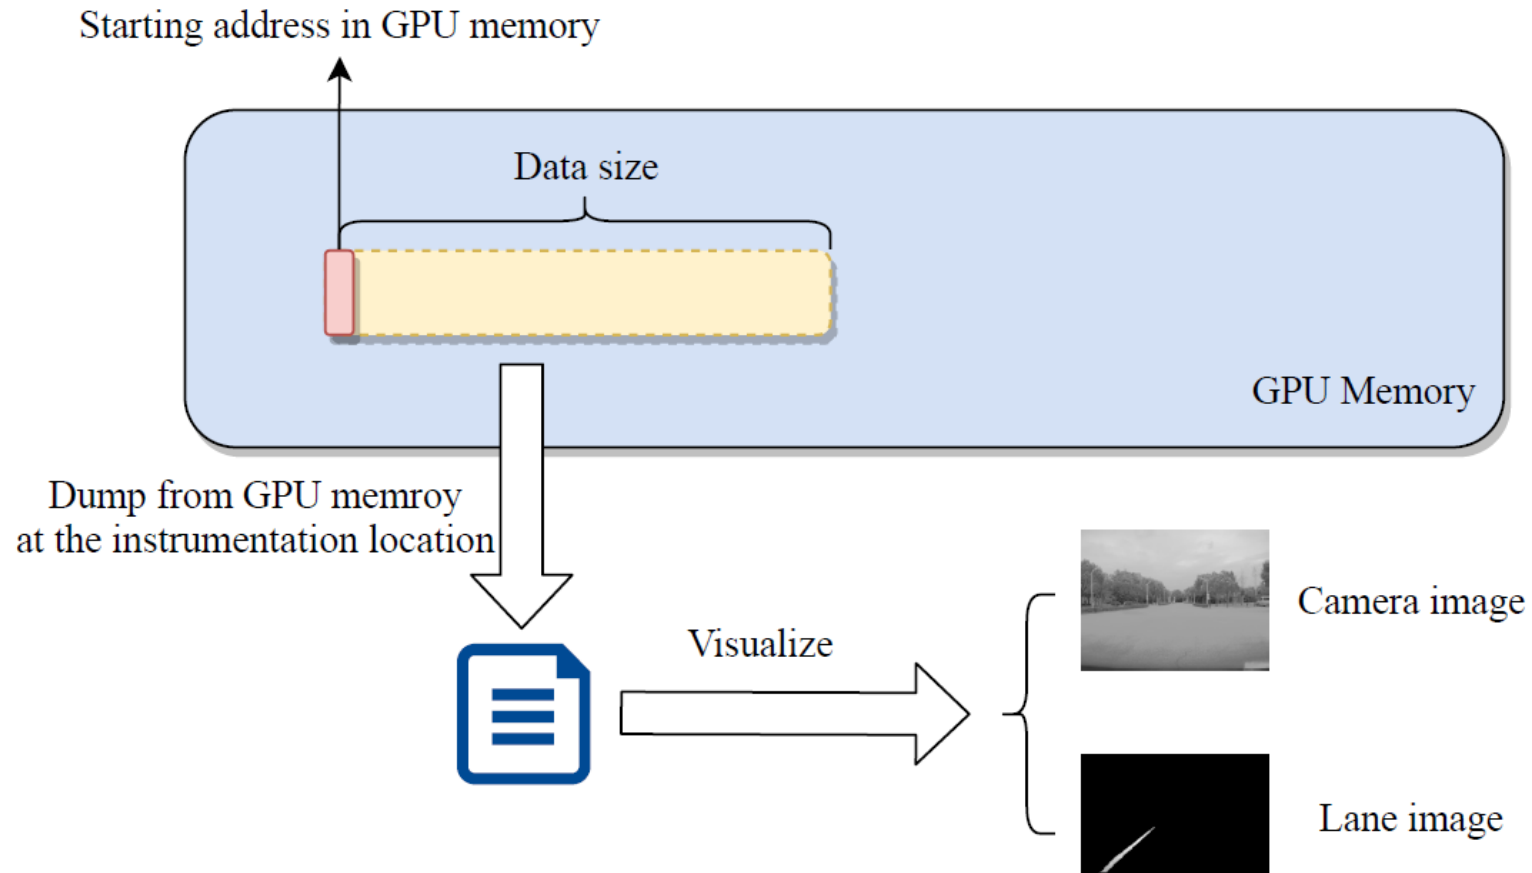 Starting address in GPU memory
Data size
GPU Memory
Dump from GPU memroy
at the instrumentation location
Visualize
Camera image
Lane image